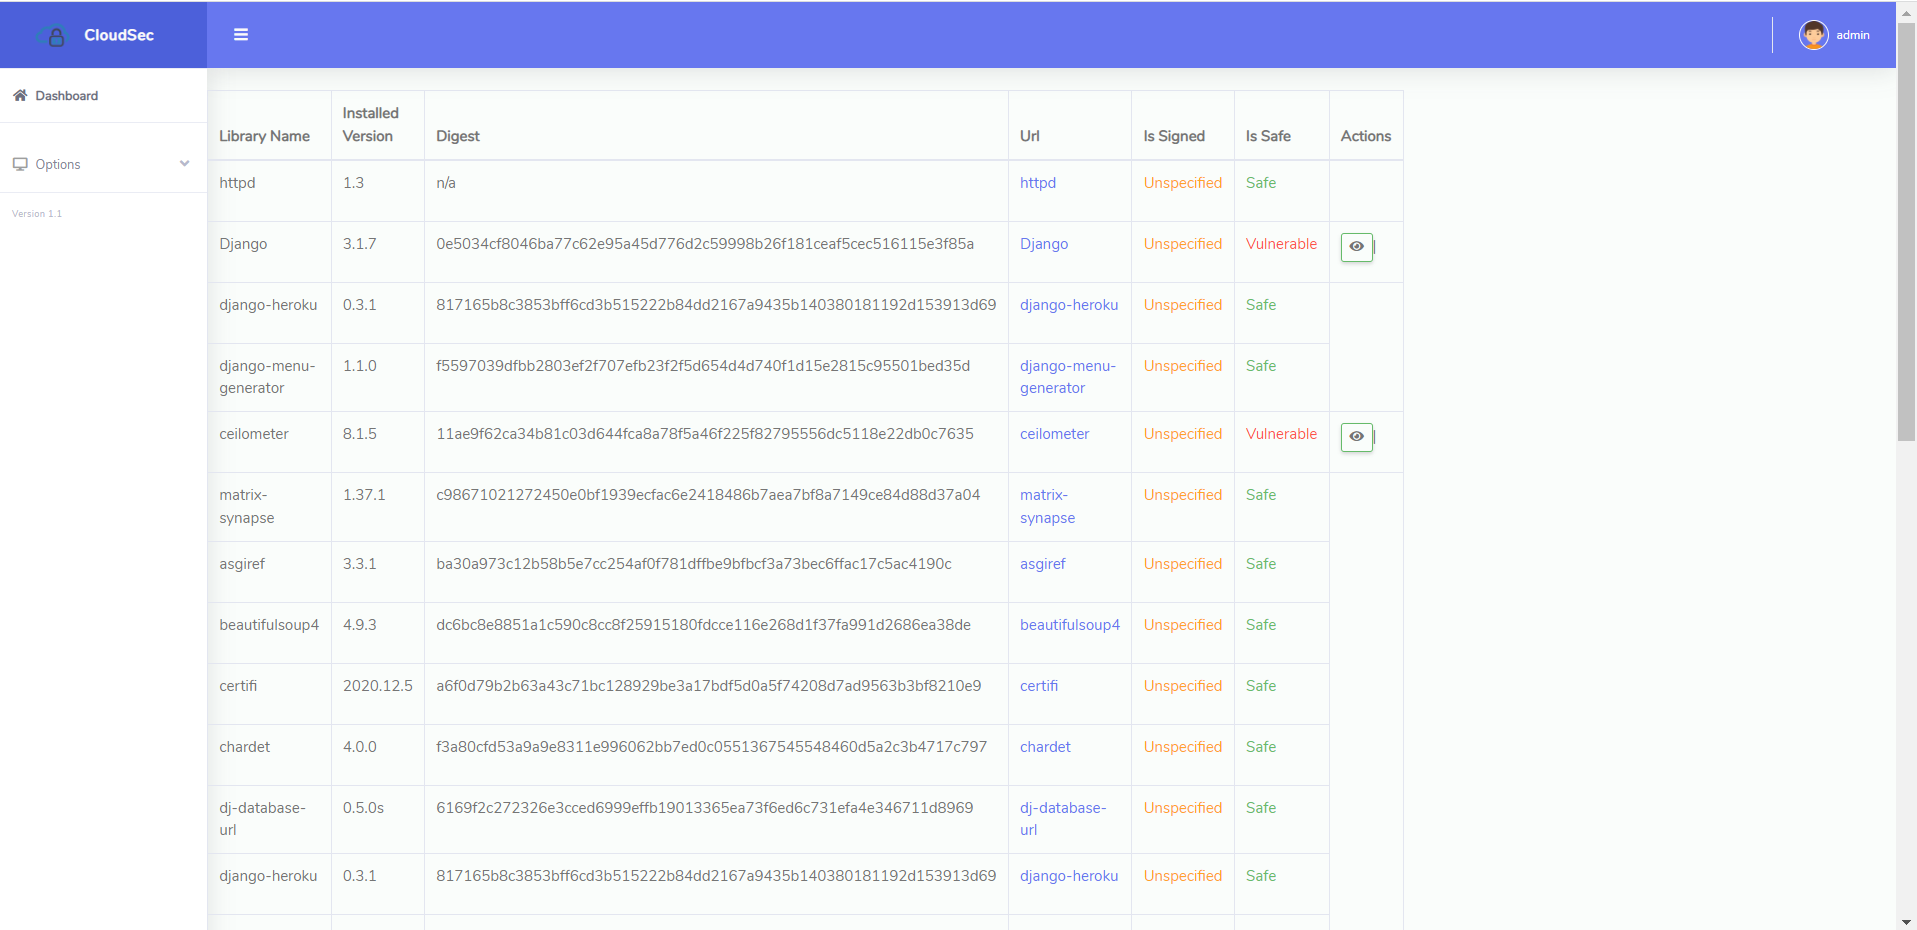 CloudSec
admin
Dashboard
Options
Version 1.1
Library Name Installed Version Digest Url Is Signed Is Safe Actions
httpd 1.3 n/a httpd Unspecified Safe
Django 3.1.7 0e5034cf8046ba77c62e95a45d776d2c59998b26f181ceaf5cec516115e3f85a Django Unspecified Vulnerable |
django-heroku 0.3.1 817165b8c3853bff6cd3b515222b84dd2167a9435b140380181192d153913d69 django-heroku Unspecified Safe
django-menu-generator 1.1.0 f5597039dfbb2803ef2f707efb23f2f5d654d4d740f1d15e2815c95501bed35d django-menu-generator Unspecified Safe
ceilometer 8.1.5 11ae9f62ca34b81c03d644fca8a78f5a46f225f82795556dc5118e22db0c7635 ceilometer Unspecified Vulnerable |
matrix-synapse 1.37.1 c98671021272450e0bf1939ecfac6e2418486b7aea7bf8a7149ce84d88d37a04 matrix-synapse Unspecified Safe
asgiref 3.3.1 ba30a973c12b58b5e7cc254af0f781dffbe9bfbcf3a73bec6ffac17c5ac4190c asgiref Unspecified Safe
beautifulsoup4 4.9.3 dc6bc8e8851a1c590c8cc8f25915180fdcce116e268d1f37fa991d2686ea38de beautifulsoup4 Unspecified Safe
certifi 2020.12.5 a6f0d79b2b63a43c71bc128929be3a17bdf5d0a5f74208d7ad9563b3bf8210e9 certifi Unspecified Safe
chardet 4.0.0 f3a80cfd53a9a9e8311e996062bb7ed0c0551367545548460d5a2c3b4717c797 chardet Unspecified Safe
dj-database-url 0.5.0s 6169f2c272326e3cced6999effb19013365ea73f6ed6c731efa4e346711d8969 dj-database-url Unspecified Safe
django-heroku 0.3.1 817165b8c3853bff6cd3b515222b84dd2167a9435b140380181192d153913d69 django-heroku Unspecified Safe